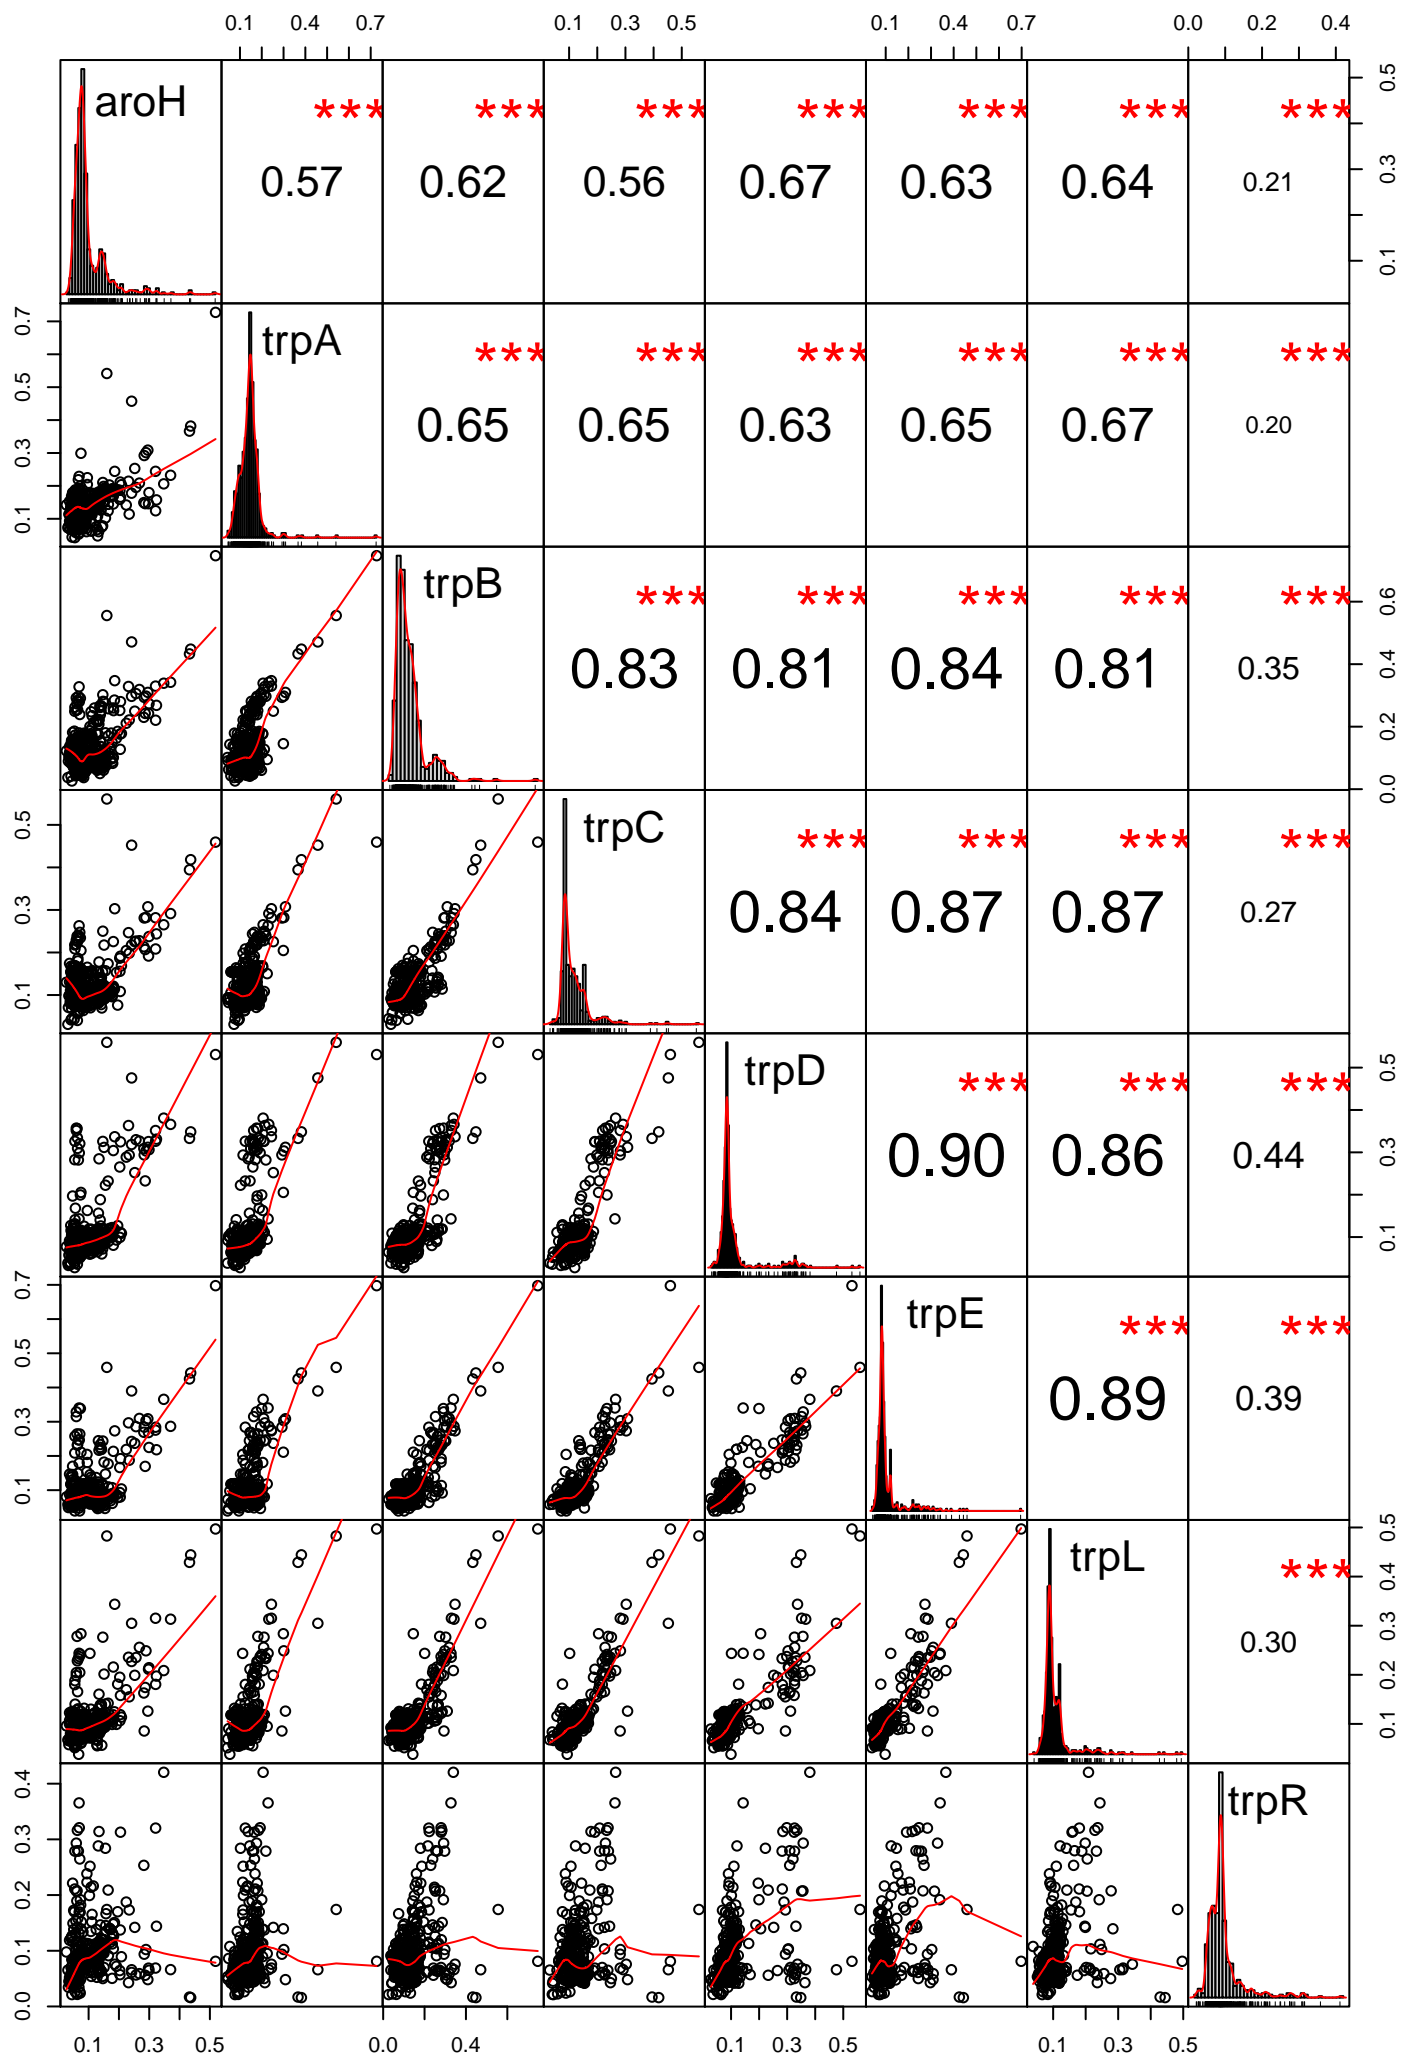 0.1 0.4 0.7 0.1 0.3 0.5 0.1 0.4 0.7 0.0 0.2 0.4
aroH *** *** *** *** *** *** ***
0.57 0.62 0.56 0.67 0.63 0.64 0.21
0.1 0.3 0.5
trpA *** *** *** *** *** ***
0.65 0.65 0.63 0.65 0.67 0.20
0.1 0.3 0.5 0.7
trpB *** *** *** *** ***
0.83 0.81 0.84 0.81 0.35
0.0 0.2 0.4 0.6
trpC *** *** *** ***
0.84 0.87 0.87 0.27
0.1 0.3 0.5
trpD *** *** ***
0.90 0.86 0.44
0.1 0.3 0.5
trpE *** ***
0.89 0.39
0.1 0.3 0.5 0.7
trpL ***
0.30
0.1 0.2 0.3 0.4 0.5
trpR
0.0 0.1 0.2 0.3 0.4
0.1 0.3 0.5 0.0 0.4 0.1 0.3 0.5 0.1 0.3 0.5